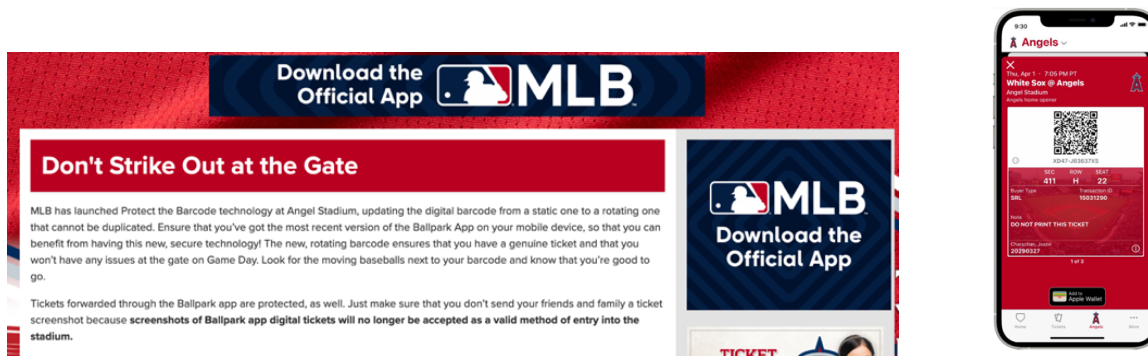 Download the
Official App
MLB
Don't Strike Out at the Gate
MLB has launched Protect the Barcode technology at Angel Stadium, updating the digital barcode from a static one to a rotating one
that cannot be duplicated. Ensure that you've got the most recent version of the Ballpark App on your mobile device, so that you can
benefit from having this new, secure technology! The new, rotating barcode ensures that you have a genuine ticket and that you
won't have any issues at the gate on Game Day. Look for the moving baseballs next to your barcode and know that you're good to
go.
Tickets forwarded through the Ballpark app are protected, as well. Just make sure that you don't send your friends and family a ticket
screenshot because screenshots of Ballpark app digital tickets will no longer be accepted as a valid method of entry into the
stadium.
MLB
Download the
Official App
TICKET
9:30
Angels
Thu, Apr 1 · 7:05 PM PT
White Sox @ Angels
Angel Stadium
Angels home opener
XD47-J83637XS
SEC ROW SEAT
411 H 22
Buyer Type Transaction ID
SRL 15031290
Note
DO NOT PRINT THIS TICKET
20290327
1 of 3
Add to
Apple Wallet
Home Tickets Angels More